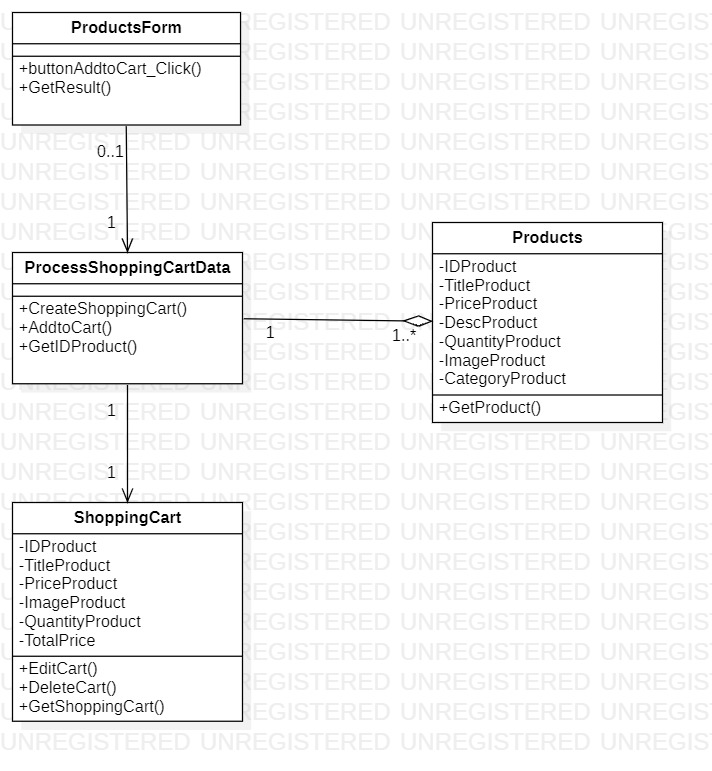 ProductsForm
+buttonAddtoCart_Click()
+GetResult()
0..1
1
ProcessShoppingCartData
+CreateShoppingCart()
+AddtoCart()
+GetIDProduct()
1
1..*
Products
-IDProduct
-TitleProduct
-PriceProduct
-DescProduct
-QuantityProduct
-ImageProduct
-CategoryProduct
+GetProduct()
1
1
ShoppingCart
-IDProduct
-TitleProduct
-PriceProduct
-ImageProduct
-QuantityProduct
-TotalPrice
+EditCart()
+DeleteCart()
+GetShoppingCart()
UNREGISTERED